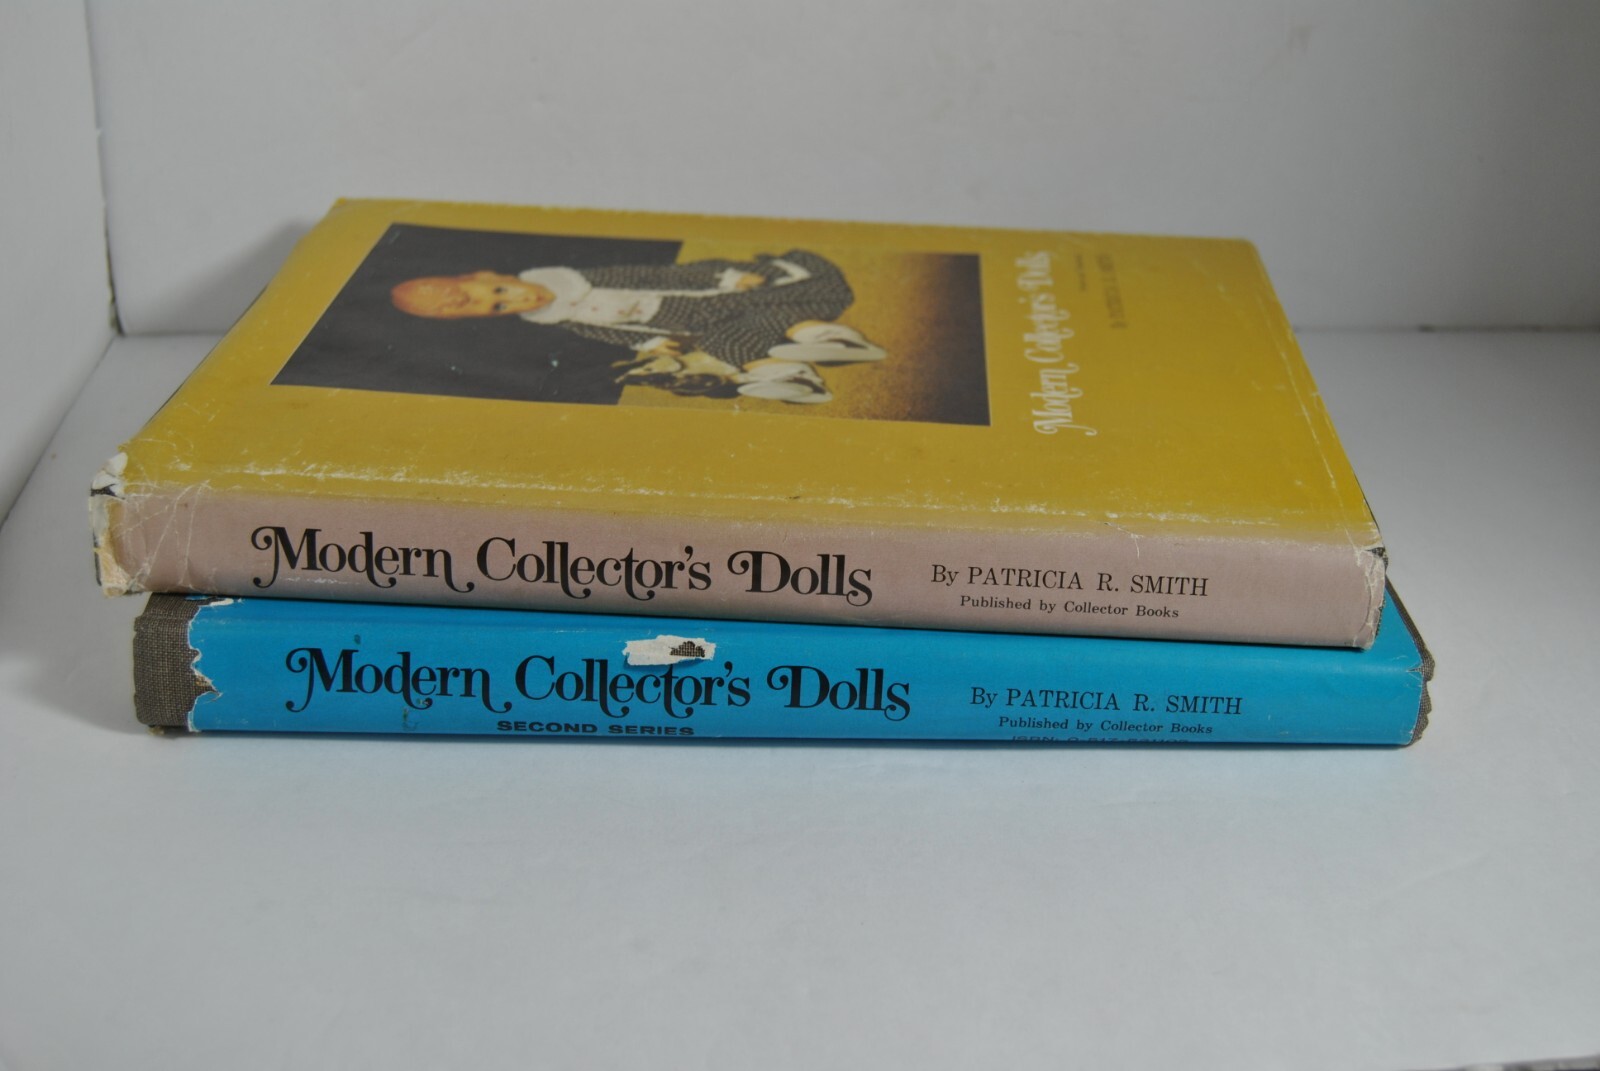 Modern Collector's Dolls
Modern Collector's Dolls By PATRICIA R. SMITH
Published by Collector Books
Modern Collector's Dolls By PATRICIA R. SMITH
SECOND SERIES Published by Collector Books